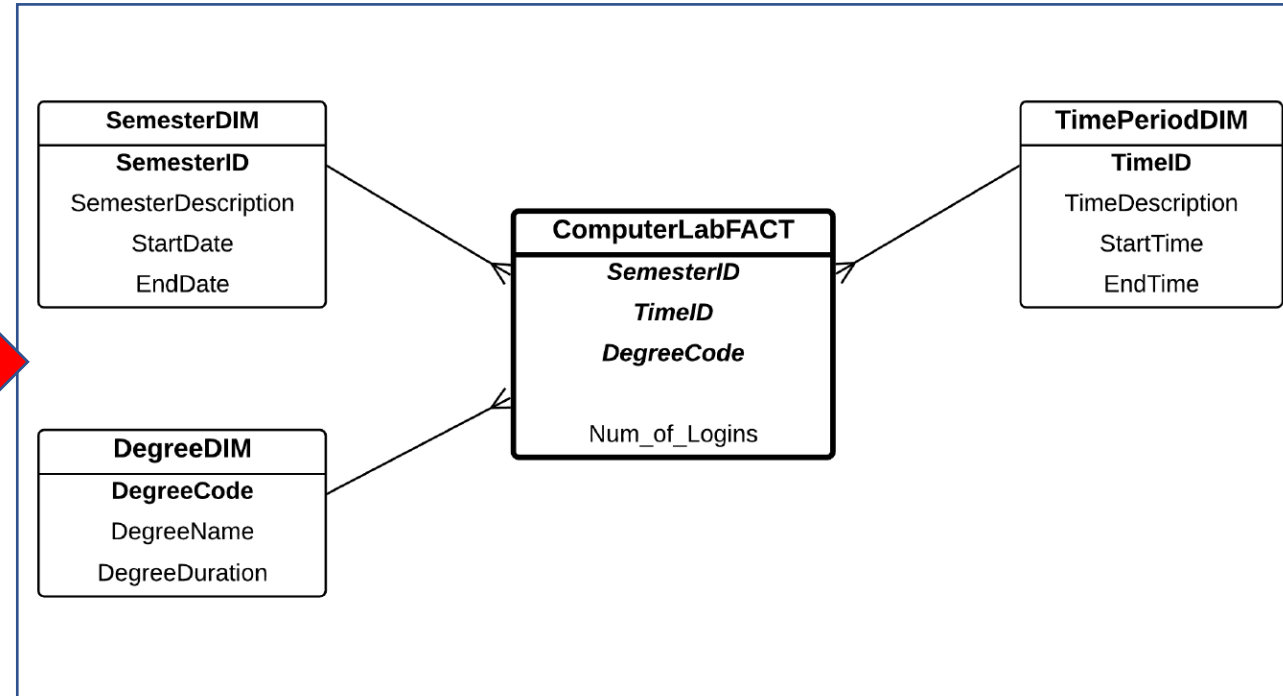 SemesterDIM
SemesterID
SemesterDescription
StartDate
EndDate
DegreeDIM
DegreeCode
DegreeName
DegreeDuration
ComputerLabFACT
SemesterID
TimeID
DegreeCode
Num_of_Logins
TimePeriodDIM
TimeID
TimeDescription
StartTime
EndTime